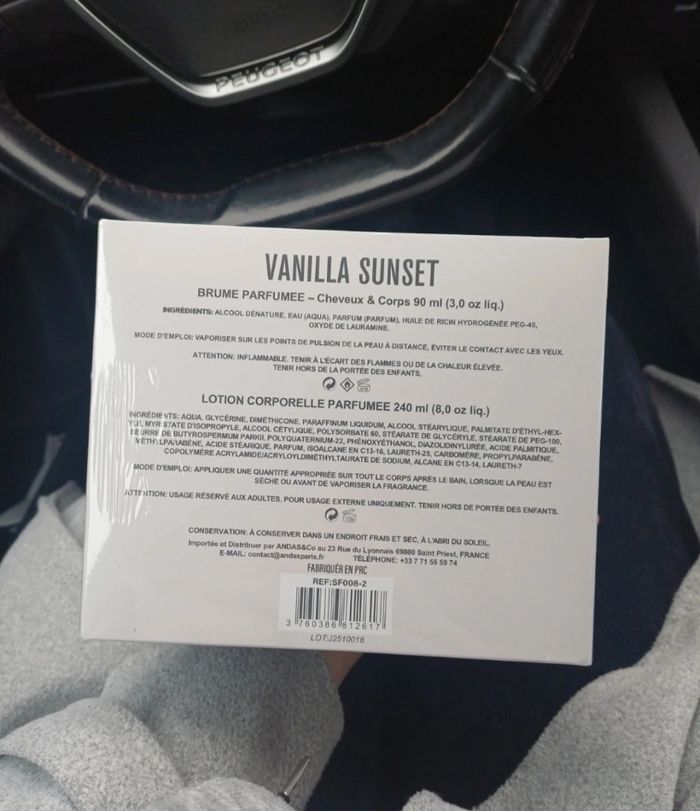 PEUGEOT
VANILLA SUNSET
BRUME PARFUMEE – Cheveux & Corps 90 ml (3,0 oz liq.)
INGRÉDIENTS: ALCOOL DÉNATURÉ, EAU (AQUA), PARFUM (PARFUM), HUILE DE RICIN HYDROGÉNÉE PEG-40,
OXYDE DE LAURAMINE.
MODE D'EMPLOI: VAPORISER SUR LES POINTS DE PULSION DE LA PEAU À DISTANCE, ÉVITER LE CONTACT AVEC LES YEUX.
ATTENTION: INFLAMMABLE. TENIR À L'ÉCART DES FLAMMES OU DE LA CHALEUR ÉLEVÉE.
TENIR HORS DE LA PORTÉE DES ENFANTS.
LOTION CORPORELLE PARFUMEE 240 ml (8,0 oz liq.)
INGRÉDIENTS: AQUA, GLYCÉRINE, DIMÉTHICONE, PARAFFINUM LIQUIDUM, ALCOOL STÉARYLIQUE, PALMITATE D'ÉTHYL-HEX-
YLE, MYRISTATE D'ISOPROPYLE, ALCOOL CÉTYLIQUE, POLYSORBATE 60, STÉARATE DE GLYCÉRYLE, STÉARATE DE PEG-100,
BEURRE DE BUTYROSPERMUM PARKII, POLYQUATERNIUM-22, PHÉNOXYÉTHANOL, DIAZOLIDINYLURÉE, ACIDE PALMITIQUE,
MÉTHYLPARABÈNE, ACIDE STÉARIQUE, PARFUM, ISOALCANE EN C13-16, LAURETH-25, CARBOMÈRE, PROPYLPARABÈNE,
COPOLYMÈRE ACRYLAMIDE/ACRYLOYLDIMÉTHYLTAURATE DE SODIUM, ALCANE EN C13-14, LAURETH-7
MODE D'EMPLOI: APPLIQUER UNE QUANTITÉ APPROPRIÉE SUR TOUT LE CORPS APRÈS LE BAIN, LORSQUE LA PEAU EST
SÈCHE OU AVANT DE VAPORISER LA FRAGRANCE.
ATTENTION: USAGE RÉSERVÉ AUX ADULTES. POUR USAGE EXTERNE UNIQUEMENT. TENIR HORS DE PORTÉE DES ENFANTS.
CONSERVATION: À CONSERVER DANS UN ENDROIT FRAIS ET SEC, À L'ABRI DU SOLEIL.
Importée et Distribuer par ANDAS&Co au 23 Rue du Lyonnais 69800 Saint Priest, FRANCE
E-MAIL: contact@andasparis.fr TÉLÉPHONE: +33 7 71 55 59 74
FABRIQUÉR EN PRC
REF:SF008-2
3 760386 812617
LOT:J2510018